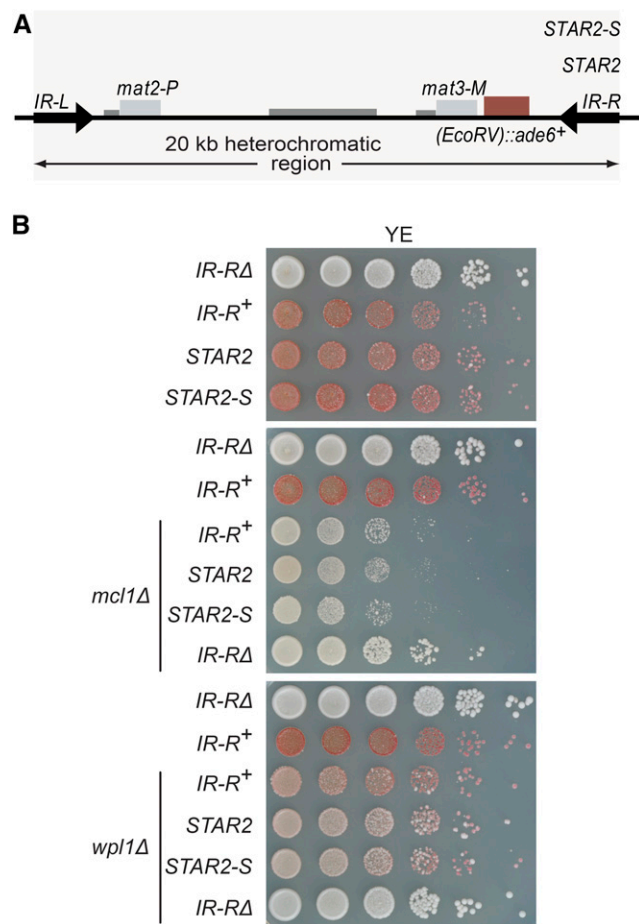 A
STAR2-S
STAR2
IR-L
mat2-P
mat3-M
IR-R
(EcoRV)::ade6+
20 kb heterochromatic
region
B
YE
IR-RΔ
IR-R+
STAR2
STAR2-S
IR-RΔ
IR-R+
mcl1Δ
IR-R+
STAR2
STAR2-S
IR-RΔ
IR-RΔ
IR-R+
wpl1Δ
IR-R+
STAR2
STAR2-S
IR-RΔ